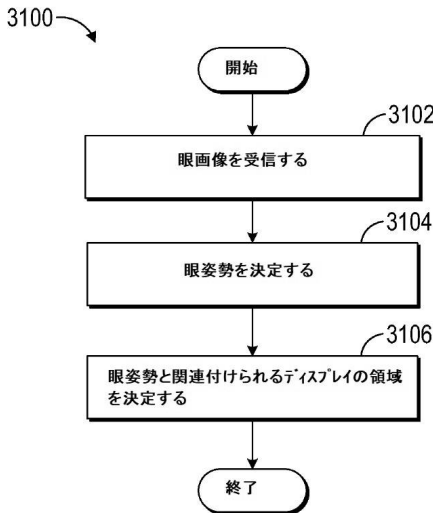 3100
開始
3102
眼画像を受信する
3104
眼姿勢を決定する
3106
眼姿勢と関連付けられるディスプレイの領域
を決定する
終了